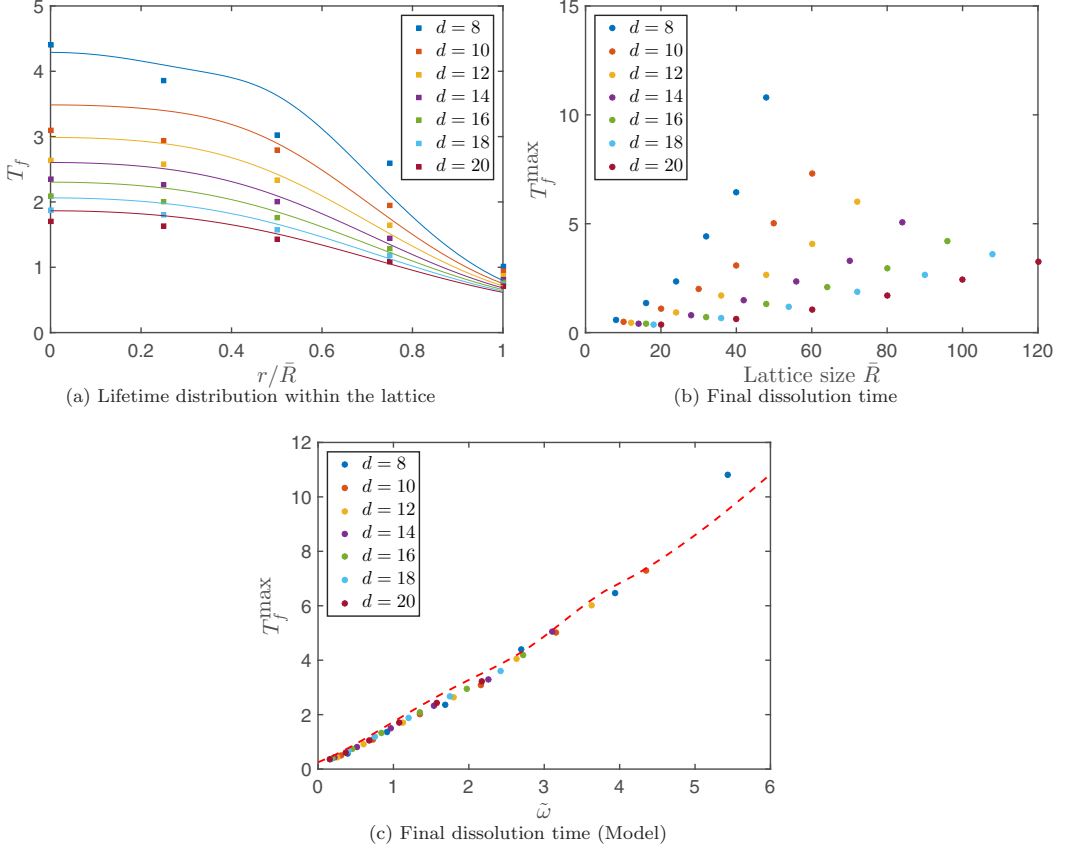 5
4
3
2
1
0
T_f
0
0.2
0.4
0.6
0.8
1
r/R̄
d = 8
d = 10
d = 12
d = 14
d = 16
d = 18
d = 20
(a) Lifetime distribution within the lattice
15
10
5
0
T_f^max
0
20
40
60
80
100
120
Lattice size R̄
d = 8
d = 10
d = 12
d = 14
d = 16
d = 18
d = 20
(b) Final dissolution time
12
10
8
6
4
2
0
T_f^max
0
1
2
3
4
5
6
ω̃
d = 8
d = 10
d = 12
d = 14
d = 16
d = 18
d = 20
(c) Final dissolution time (Model)